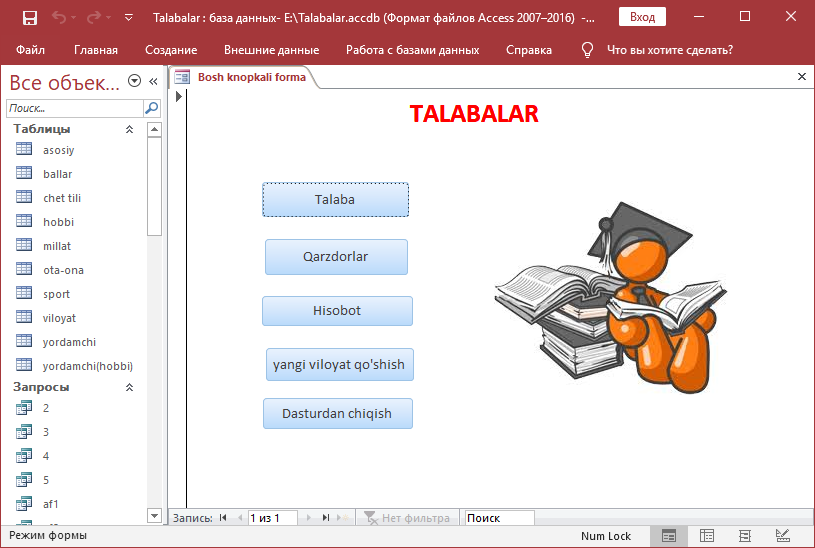 Talabalar : база данных- E:\Talabalar.accdb (Формат файлов Access 2007–2016) -...
Вход
Файл
Главная
Создание
Внешние данные
Работа с базами данных
Справка
Что вы хотите сделать?
Все объек...
Поиск...
Таблицы
asosiy
ballar
chet tili
hobbi
millat
ota-ona
sport
viloyat
yordamchi
yordamchi(hobbi)
Запросы
2
3
4
5
af1
Bosh knopkali forma
TALABALAR
Talaba
Qarzdorlar
Hisobot
yangi viloyat qo'shish
Dasturdan chiqish
Запись:
1 из 1
Нет фильтра
Поиск
Режим формы
Num Lock